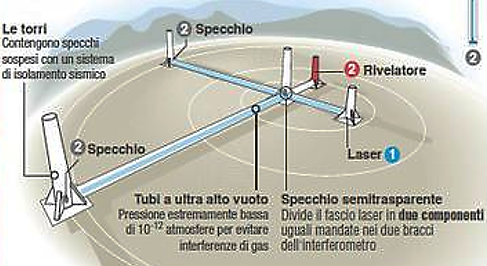 Le torri
Contengono specchi
sospesi con un sistema
di isolamento sismico
2 Specchio
2 Rivelatore
2
2 Specchio
Laser 1
Tubi a ultra alto vuoto
Pressione estremamente bassa
di 10⁻¹² atmosfere per evitare
interferenze di gas
Specchio semitrasparente
Divide il fascio laser in due componenti
uguali mandate nei due bracci
dell'interferometro